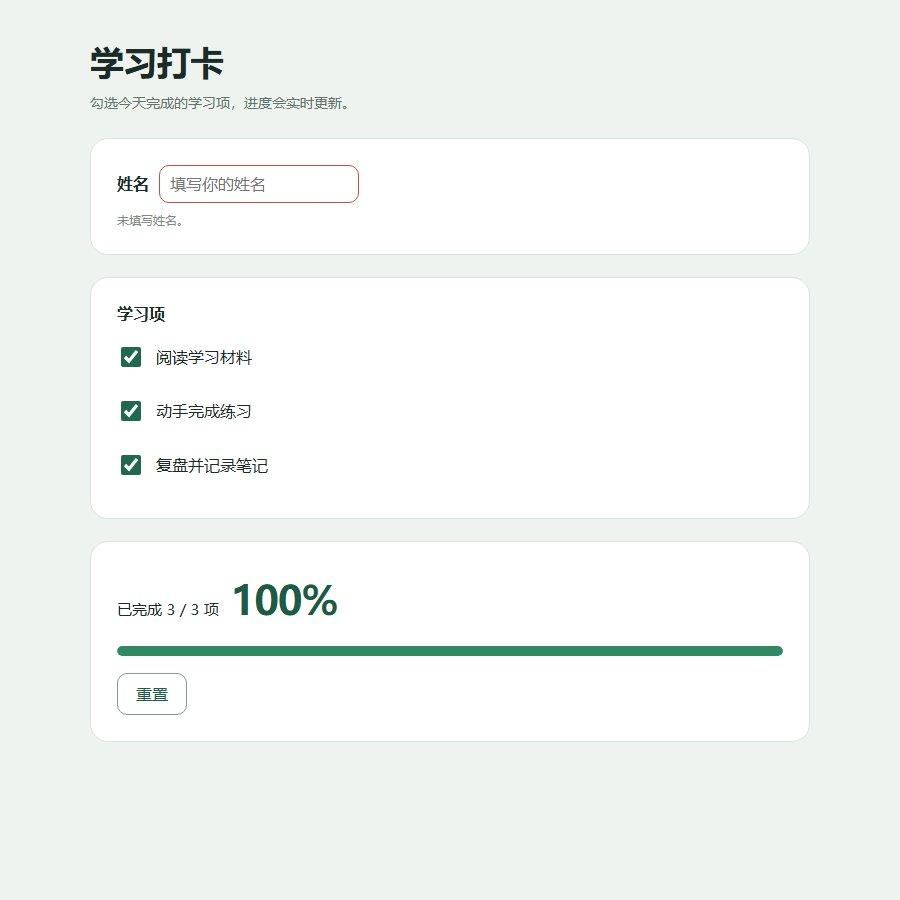 学习打卡
勾选今天完成的学习项，进度会实时更新。
姓名 填写你的姓名
未填写姓名。
学习项
阅读学习材料
动手完成练习
复盘并记录笔记
已完成 3 / 3 项 100%
重置